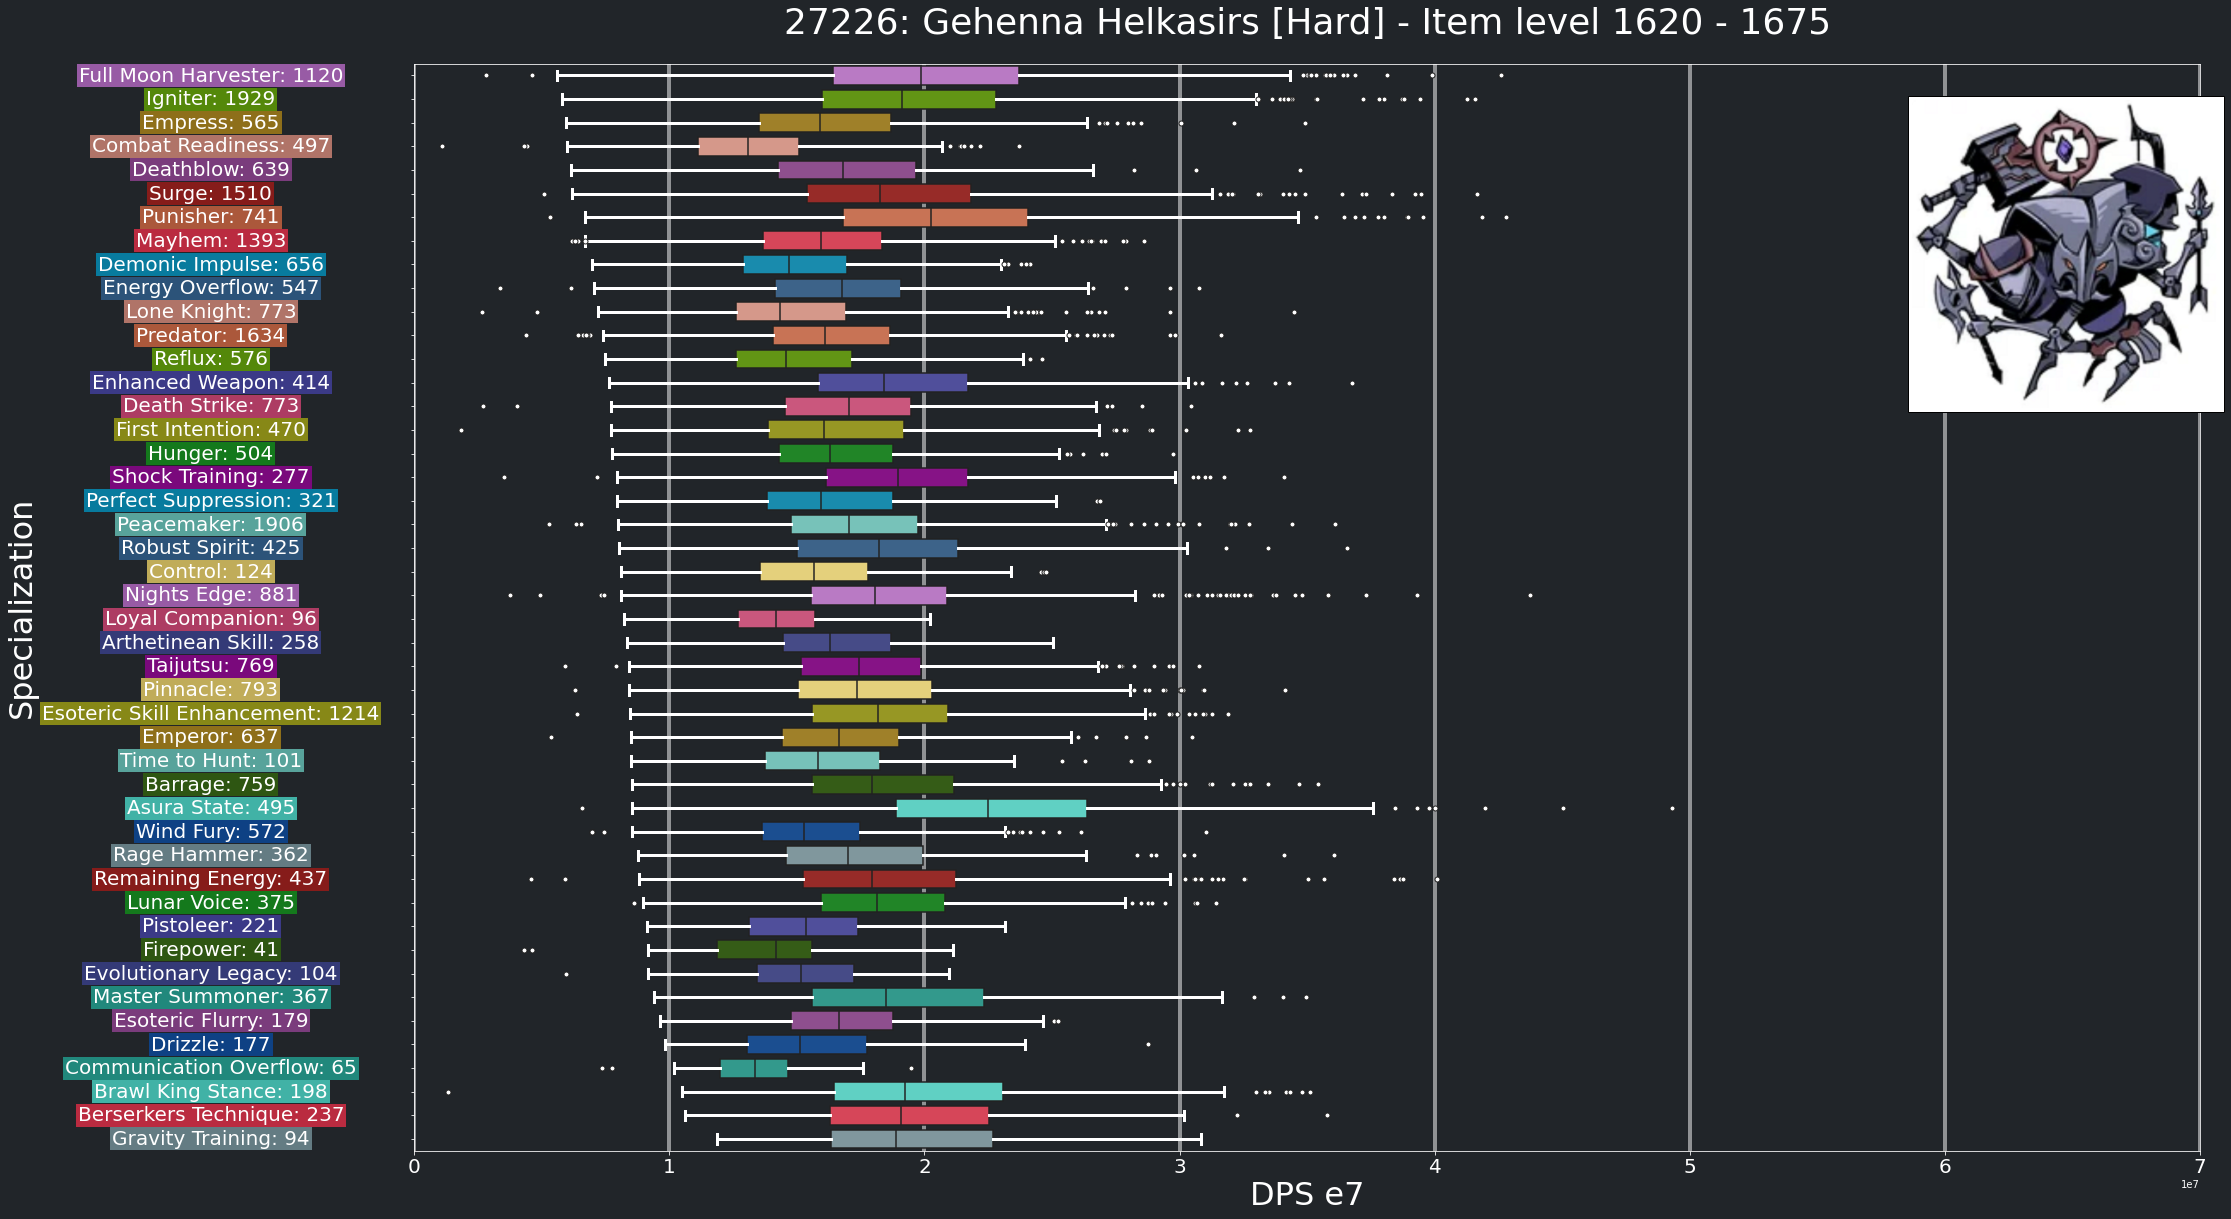 27226: Gehenna Helkasirs [Hard] - Item level 1620 - 1675
Full Moon Harvester: 1120
Igniter: 1929
Empress: 565
Combat Readiness: 497
Deathblow: 639
Surge: 1510
Punisher: 741
Mayhem: 1393
Demonic Impulse: 656
Energy Overflow: 547
Lone Knight: 773
Predator: 1634
Reflux: 576
Enhanced Weapon: 414
Death Strike: 773
First Intention: 470
Hunger: 504
Shock Training: 277
Perfect Suppression: 321
Peacemaker: 1906
Robust Spirit: 425
Control: 124
Nights Edge: 881
Loyal Companion: 96
Arthetinean Skill: 258
Taijutsu: 769
Pinnacle: 793
Esoteric Skill Enhancement: 1214
Emperor: 637
Time to Hunt: 101
Barrage: 759
Asura State: 495
Wind Fury: 572
Rage Hammer: 362
Remaining Energy: 437
Lunar Voice: 375
Pistoleer: 221
Firepower: 41
Evolutionary Legacy: 104
Master Summoner: 367
Esoteric Flurry: 179
Drizzle: 177
Communication Overflow: 65
Brawl King Stance: 198
Berserkers Technique: 237
Gravity Training: 94
Specialization
0 1 2 3 4 5 6 7
DPS e7
1e7